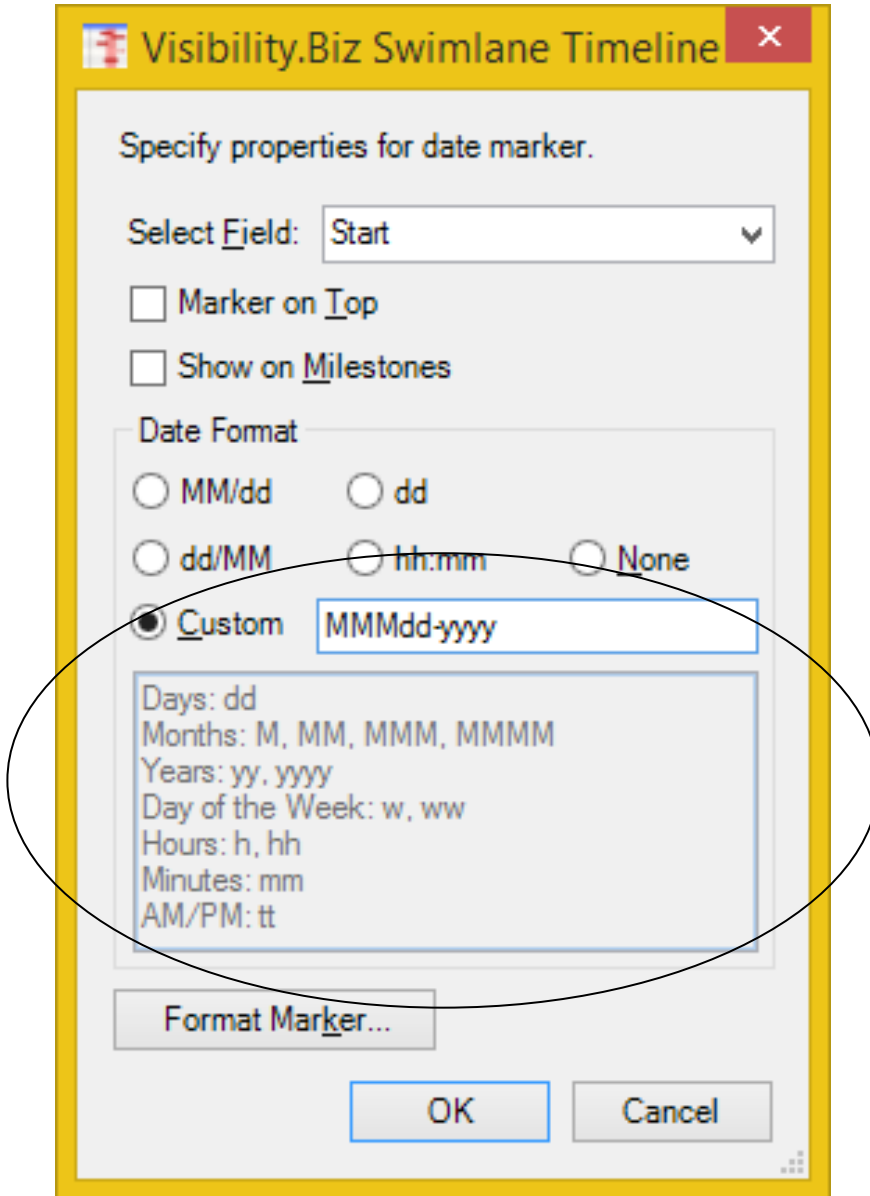 Visibility.Biz Swimlane Timeline
Specify properties for date marker.
Select Field: Start
Marker on Top
Show on Milestones
Date Format
MM/dd dd
dd/MM hh:mm None
Custom MMMdd-yyyy
Days: dd
Months: M, MM, MMM, MMMM
Years: yy, yyyy
Day of the Week: w, ww
Hours: h, hh
Minutes: mm
AM/PM: tt
Format Marker...
OK Cancel